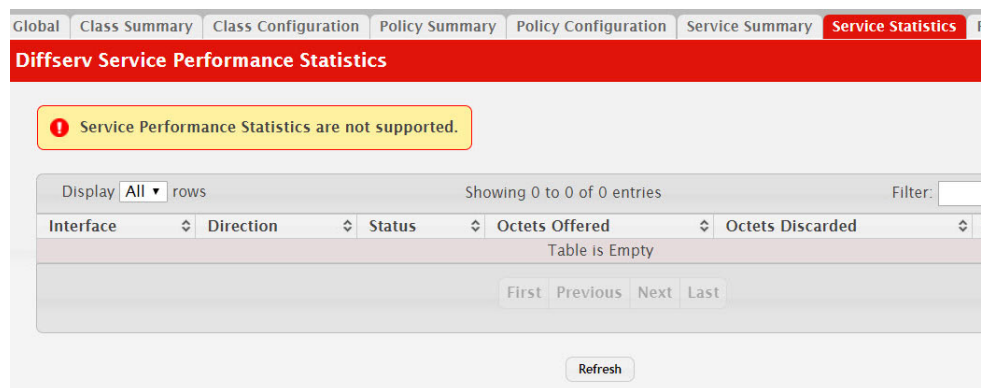 Global Class Summary Class Configuration Policy Summary Policy Configuration Service Summary Service Statistics
Diffserv Service Performance Statistics
Service Performance Statistics are not supported.
Display All rows Showing 0 to 0 of 0 entries Filter:
Interface Direction Status Octets Offered Octets Discarded
Table is Empty
First Previous Next Last
Refresh